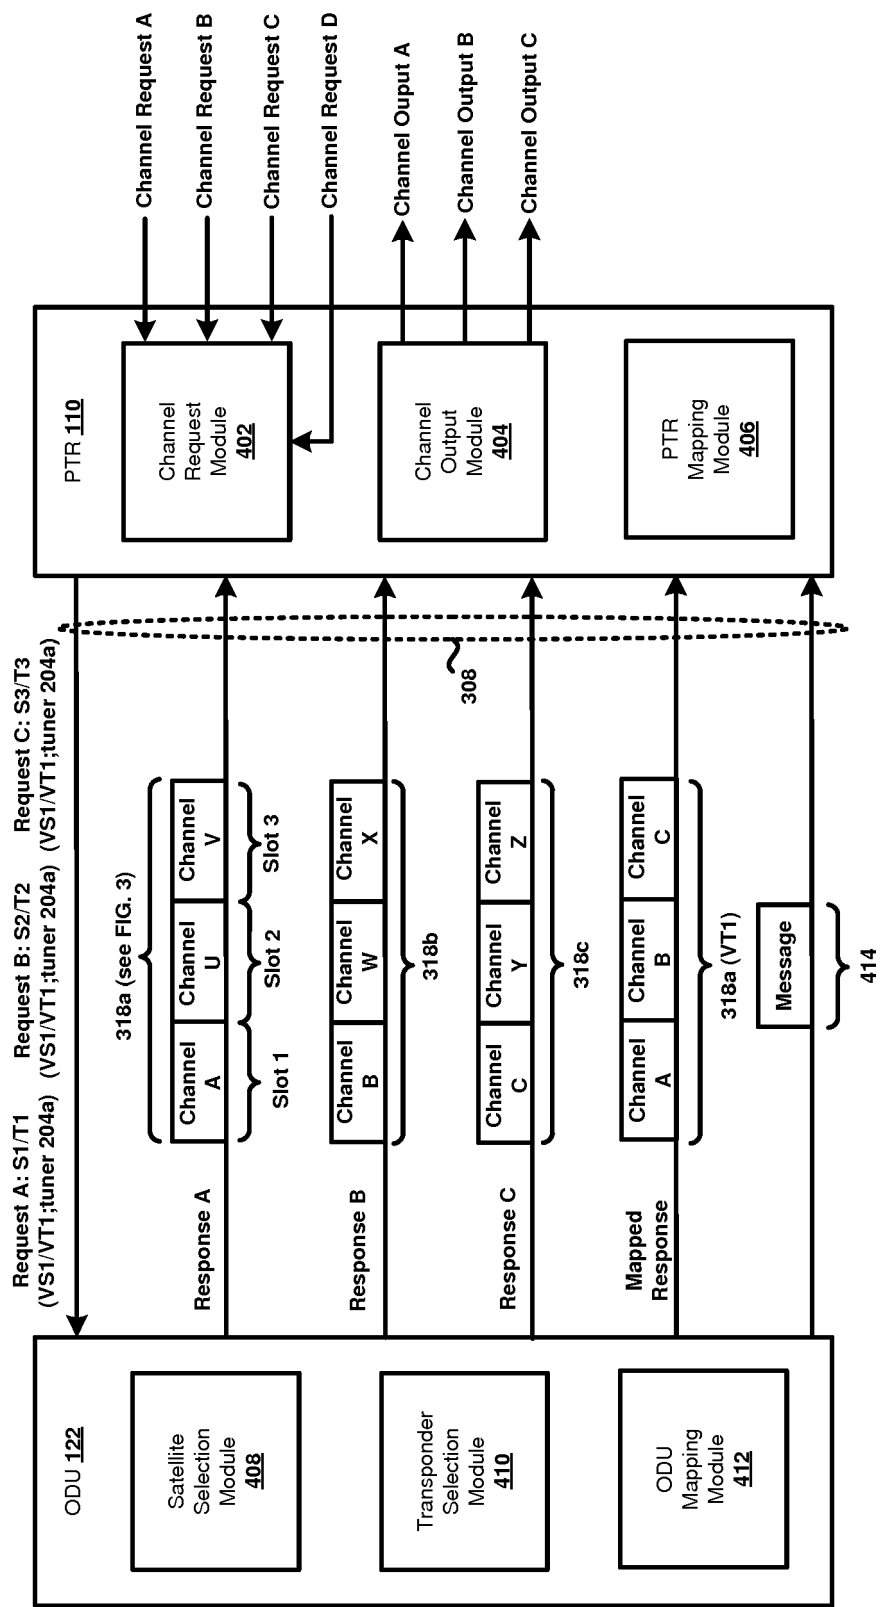 ODU 122
Satellite
Selection
Module
408
Transponder
Selection
Module
410
ODU
Mapping
Module
412
Request A: S1/T1
(VS1/VT1;tuner 204a)
Request B: S2/T2
(VS1/VT1;tuner 204a)
Request C: S3/T3
(VS1/VT1;tuner 204a)
318a (see FIG. 3)
Response A
Channel
A
Channel
U
Channel
V
Slot 1
Slot 2
Slot 3
Response B
Channel
B
Channel
W
Channel
X
318b
Response C
Channel
C
Channel
Y
Channel
Z
318c
Mapped
Response
Channel
A
Channel
B
Channel
C
318a (VT1)
Message
414
308
PTR 110
Channel
Request
Module
402
Channel
Output
Module
404
PTR
Mapping
Module
406
Channel Request A
Channel Request B
Channel Request C
Channel Request D
Channel Ouput A
Channel Output B
Channel Output C